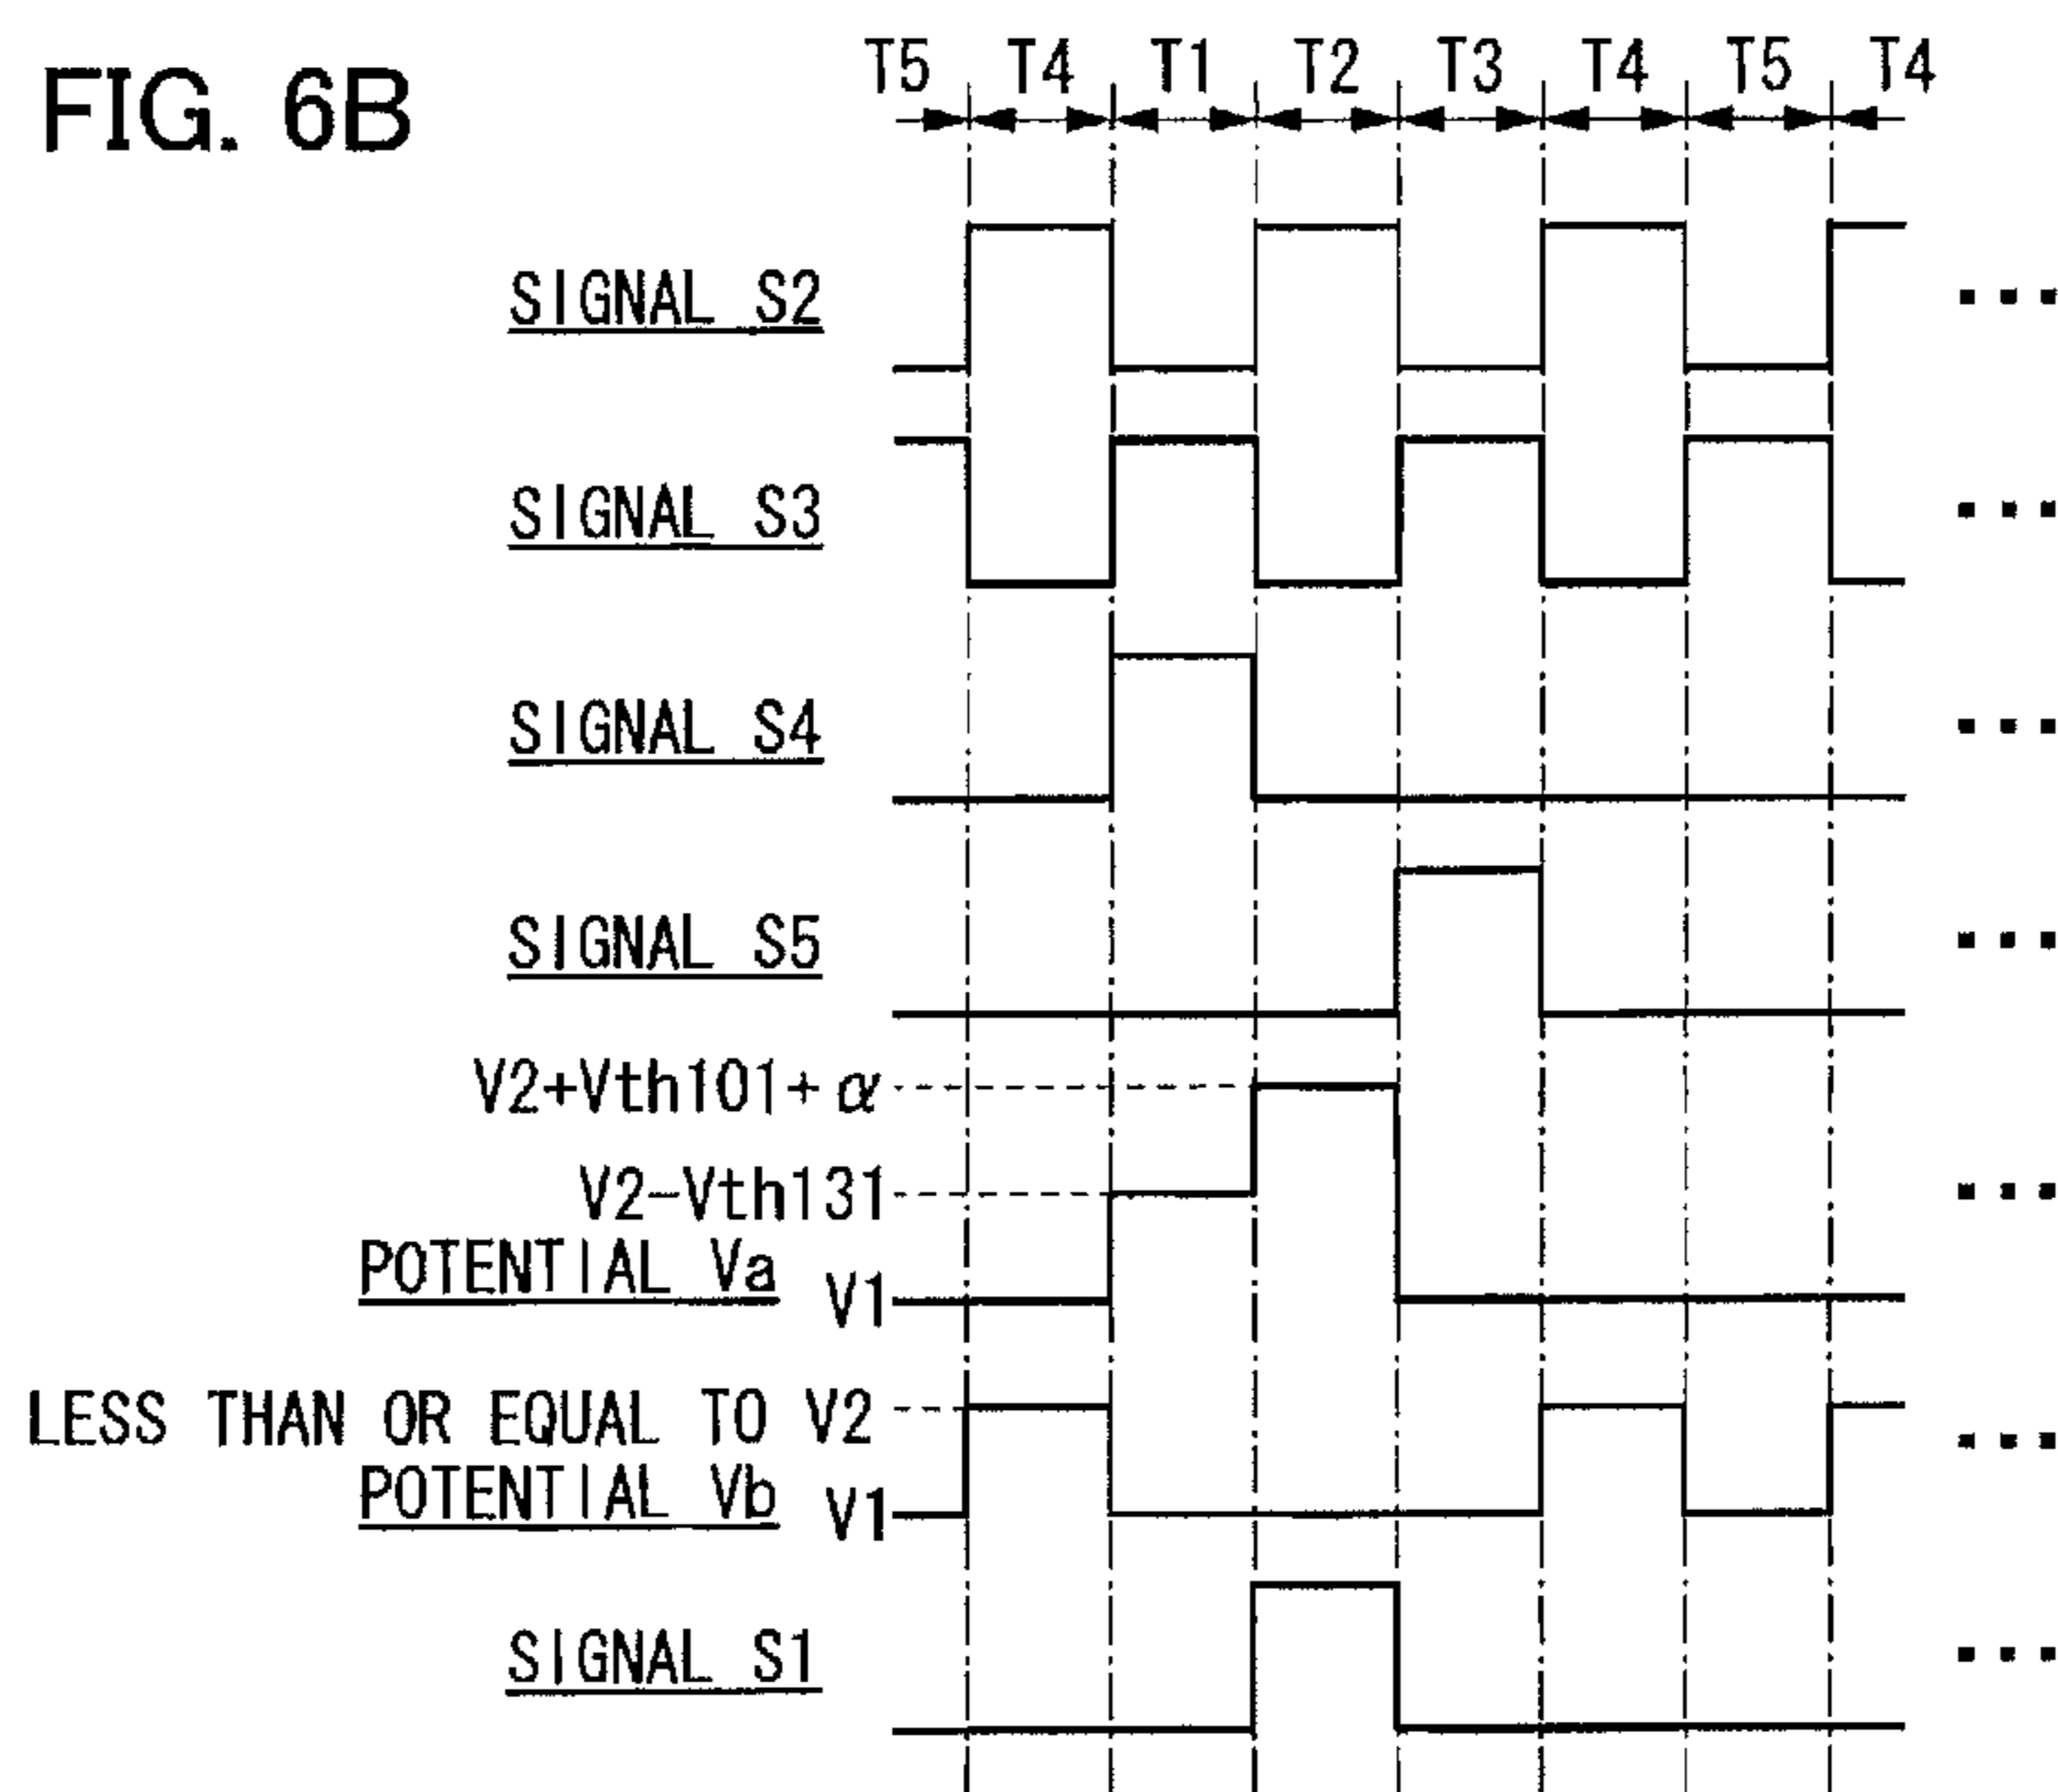 FIG. 6B
T5 T4 T1 T2 T3 T4 T5 T4
SIGNAL S2
SIGNAL S3
SIGNAL S4
SIGNAL S5
V2+Vth101+α
V2-Vth131
POTENTIAL Va V1
LESS THAN OR EQUAL TO V2
POTENTIAL Vb V1
SIGNAL S1